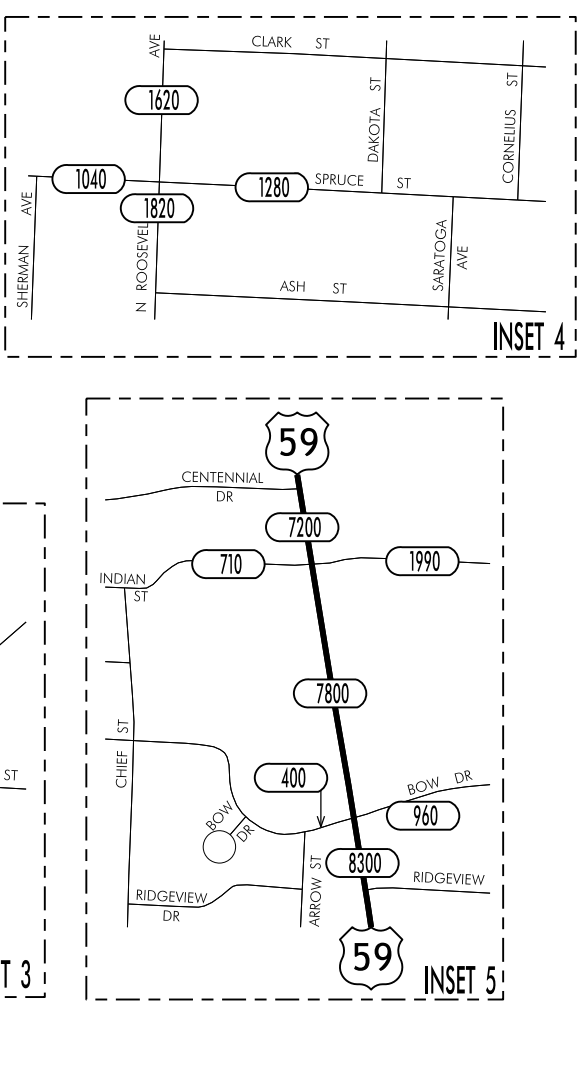 AVE
CLARK ST
1620
DAKOTA ST
CORNELIUS ST
1040
1280
SPRUCE ST
1820
SHERMAN AVE
N ROOSEVEL
SARATOGA AVE
ASH ST
INSET 4
59
CENTENNIAL
DR
7200
710
1990
INDIAN
ST
7800
CHIEF ST
400
BOW DR
960
BOW
DR
8300
ARROW ST
RIDGEVIEW
DR
RIDGEVIEW
59
INSET 5
ST
T 3